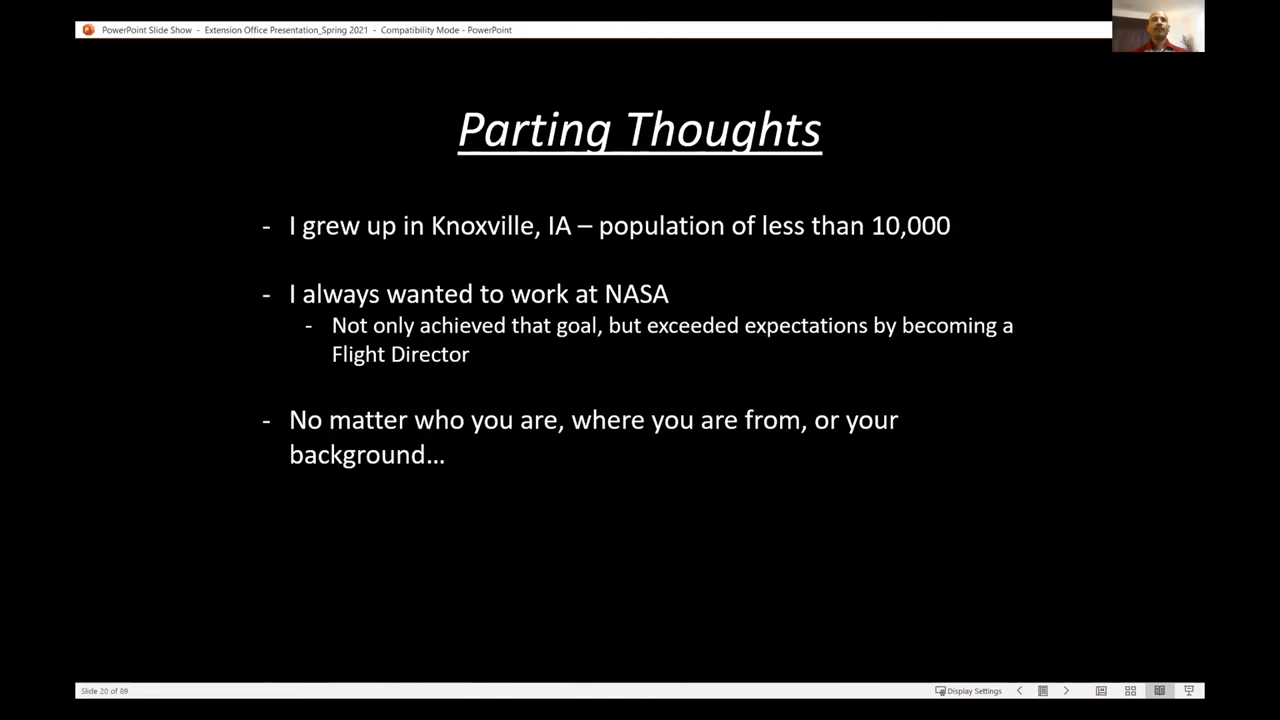 PowerPoint Slide Show - Extension Office Presentation_Spring 2021 - Compatibility Mode - PowerPoint
Parting Thoughts
- I grew up in Knoxville, IA – population of less than 10,000
- I always wanted to work at NASA
- Not only achieved that goal, but exceeded expectations by becoming a
Flight Director
- No matter who you are, where you are from, or your
background…
Slide 20 of 89
Display Settings